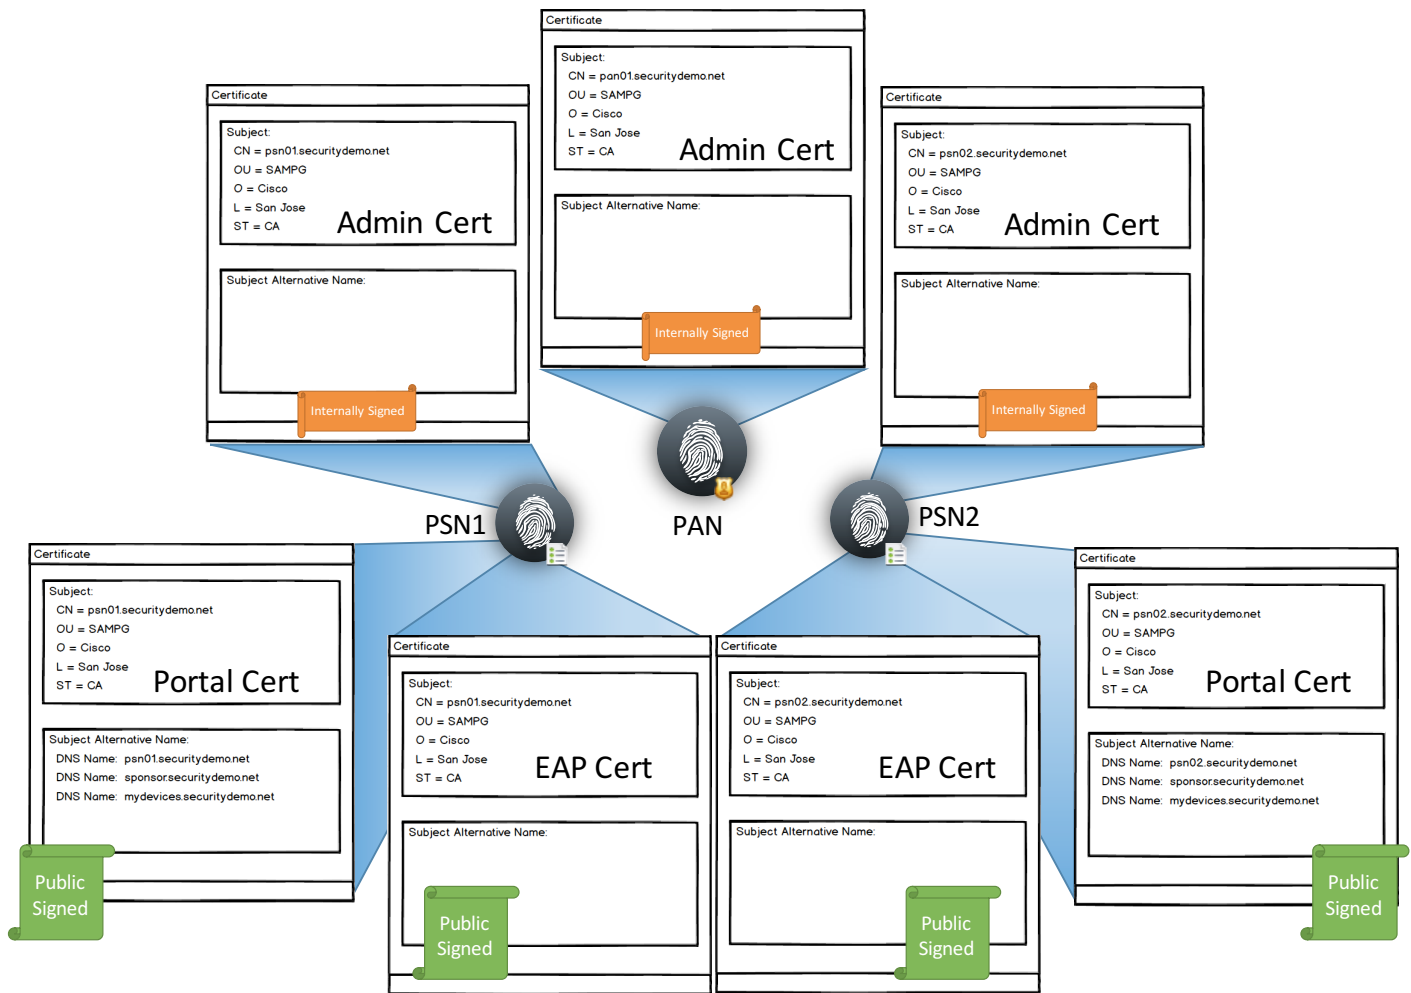 Certificate
Subject:
CN = pan01.securitydemo.net
OU = SAMPG
O = Cisco
L = San Jose
ST = CA
Admin Cert
Subject Alternative Name:
Internally Signed
Certificate
Subject:
CN = psn01.securitydemo.net
OU = SAMPG
O = Cisco
L = San Jose
ST = CA
Admin Cert
Subject Alternative Name:
Internally Signed
Certificate
Subject:
CN = psn02.securitydemo.net
OU = SAMPG
O = Cisco
L = San Jose
ST = CA
Admin Cert
Subject Alternative Name:
Internally Signed
PSN1
PAN
PSN2
Certificate
Subject:
CN = psn01.securitydemo.net
OU = SAMPG
O = Cisco
L = San Jose
ST = CA
Portal Cert
Subject Alternative Name:
DNS Name: psn01.securitydemo.net
DNS Name: sponsor.securitydemo.net
DNS Name: mydevices.securitydemo.net
Public
Signed
Certificate
Subject:
CN = psn01.securitydemo.net
OU = SAMPG
O = Cisco
L = San Jose
ST = CA
EAP Cert
Subject Alternative Name:
Public
Signed
Certificate
Subject:
CN = psn02.securitydemo.net
OU = SAMPG
O = Cisco
L = San Jose
ST = CA
EAP Cert
Subject Alternative Name:
Public
Signed
Certificate
Subject:
CN = psn02.securitydemo.net
OU = SAMPG
O = Cisco
L = San Jose
ST = CA
Portal Cert
Subject Alternative Name:
DNS Name: psn02.securitydemo.net
DNS Name: sponsor.securitydemo.net
DNS Name: mydevices.securitydemo.net
Public
Signed